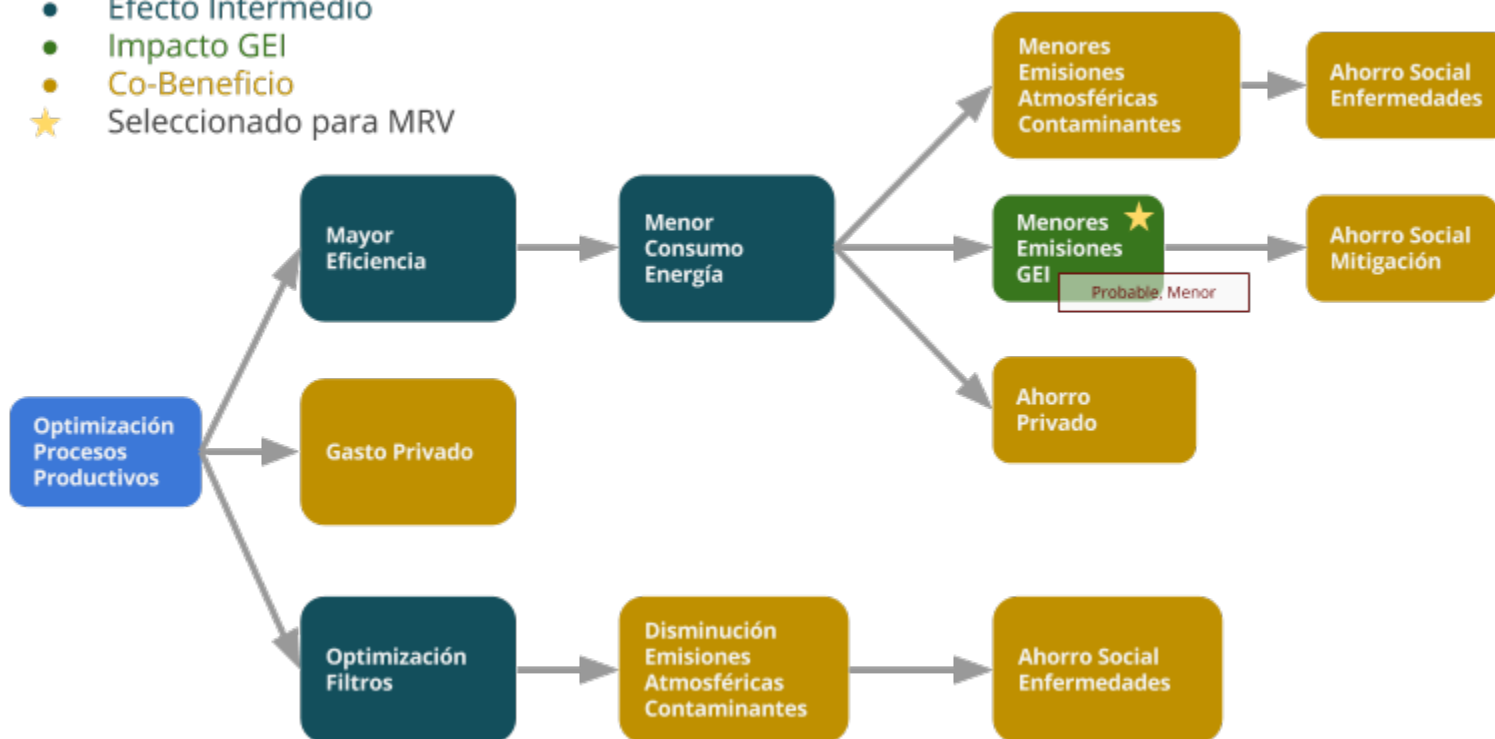 Efecto Intermedio
Impacto GEI
Co-Beneficio
Seleccionado para MRV
Menores
Emisiones
Atmosféricas
Contaminantes
Ahorro Social
Enfermedades
Mayor
Eficiencia
Menor
Consumo
Energía
Menores
Emisiones
GEI
Probable, Menor
Ahorro Social
Mitigación
Ahorro
Privado
Optimización
Procesos
Productivos
Gasto Privado
Optimización
Filtros
Disminución
Emisiones
Atmosféricas
Contaminantes
Ahorro Social
Enfermedades